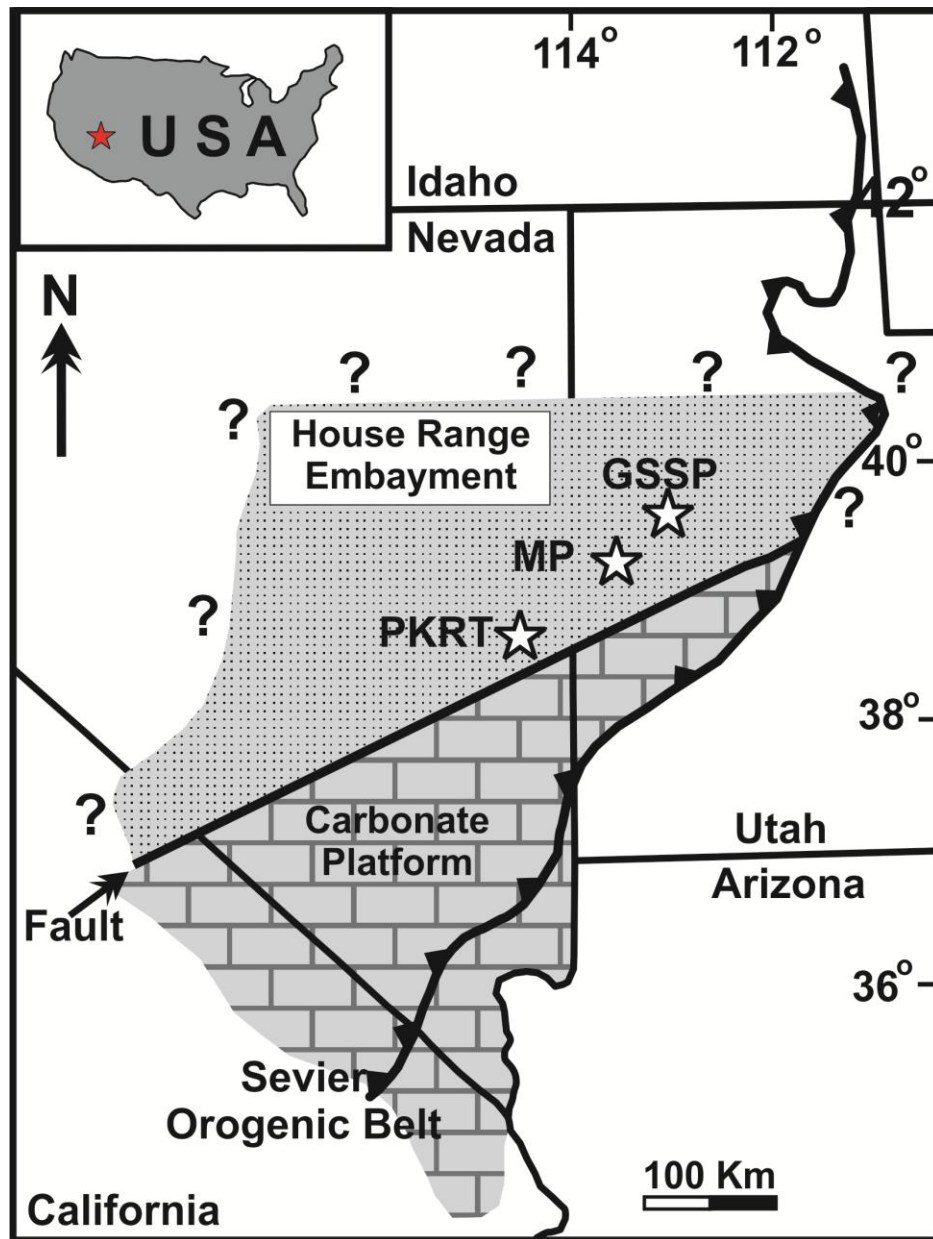 114°
112°
USA
Idaho
42°
Nevada
N
?
?
?
?
?
House Range
Embayment
40°
GSSP
?
MP
?
PKRT
38°
?
Carbonate
Platform
Utah
Arizona
Fault
36°
Sevier
Orogenic Belt
100 Km
California